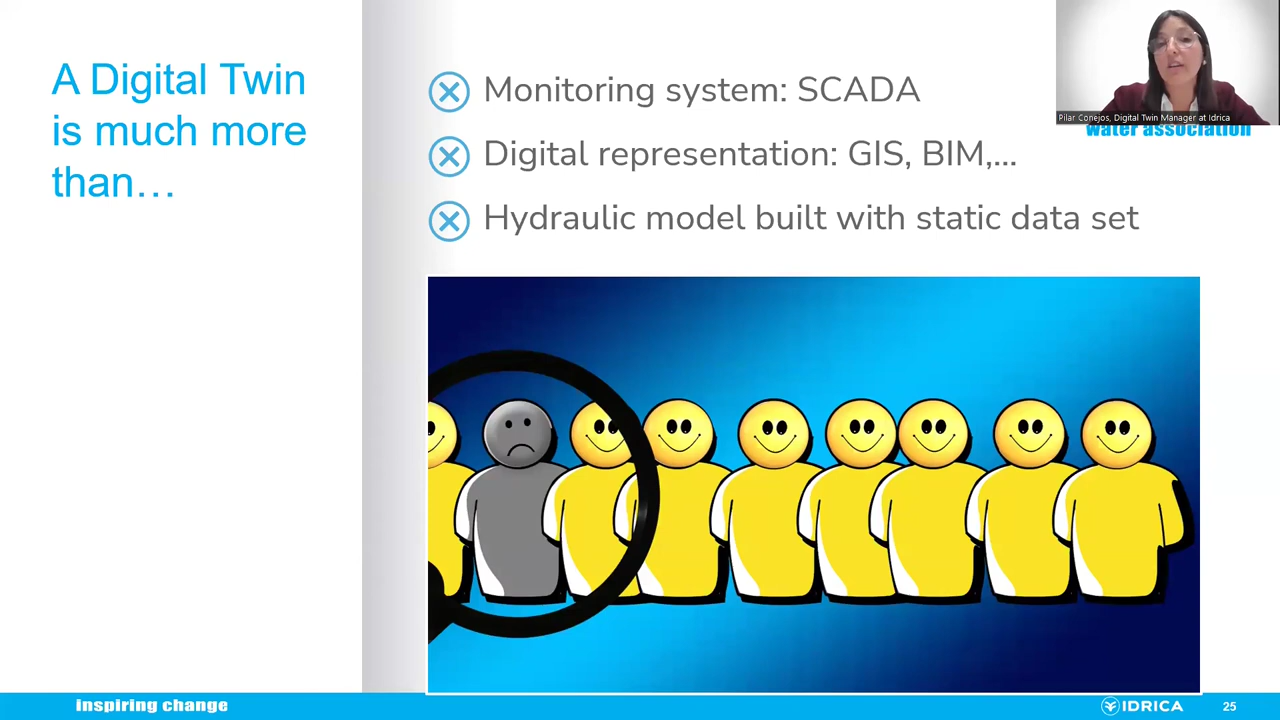 A Digital Twin
is much more
than…
Monitoring system: SCADA
Digital representation: GIS, BIM,...
Hydraulic model built with static data set
Pilar Conejos, Digital Twin Manager at Idrica
water association
inspiring change
IDRICA
25